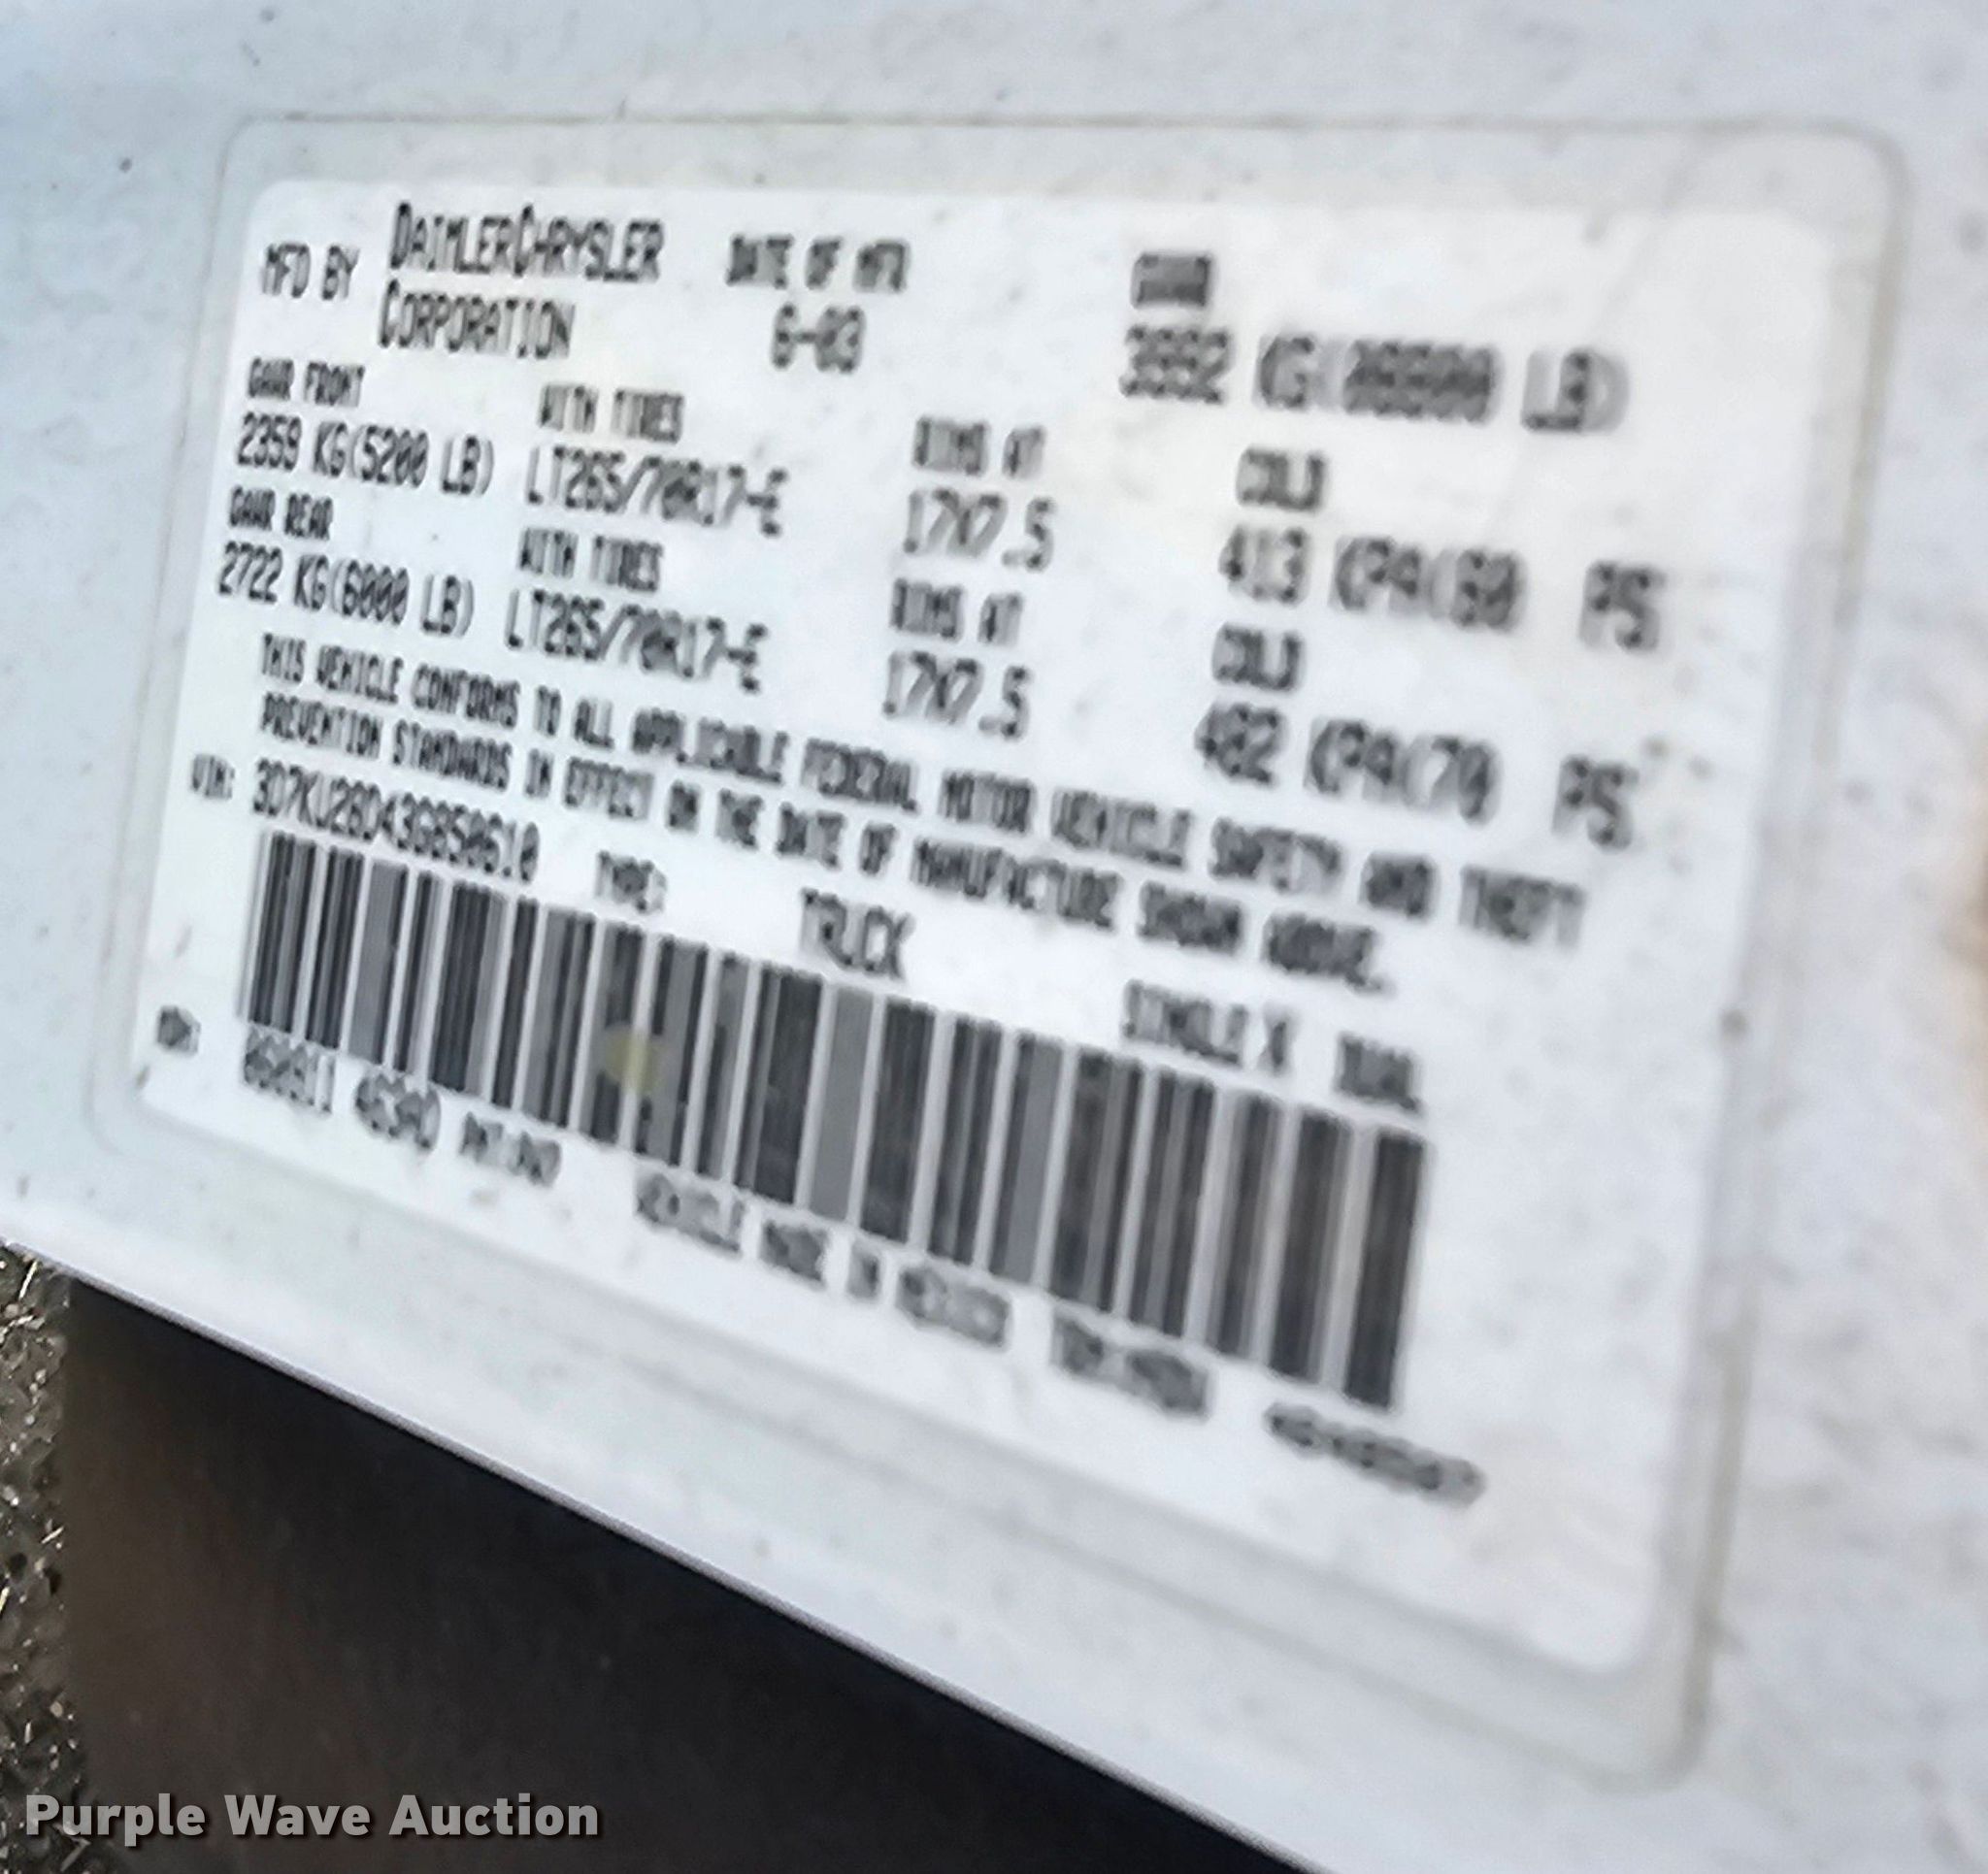 MFD BY DAIMLERCHRYSLER CORPORATION
DATE OF MFR 6-03
GVWR 3992 KG(08800 LB)
GAWR FRONT WITH TIRES RIMS AT COLD
2359 KG(5200 LB) LT265/70R17-E 17X7.5 413 KPA(60 PS
GAWR REAR WITH TIRES RIMS AT COLD
2722 KG(6000 LB) LT265/70R17-E 17X7.5 482 KPA(70 PS
THIS VEHICLE CONFORMS TO ALL APPLICABLE FEDERAL MOTOR VEHICLE SAFETY AND THEFT
PREVENTION STANDARDS IN EFFECT ON THE DATE OF MANUFACTURE SHOWN ABOVE.
VIN: 3D7KU28D43G850610 TYPE: TRUCK SINGLE X DUAL
MDH: VEHICLE MADE IN MEXICO
Purple Wave Auction